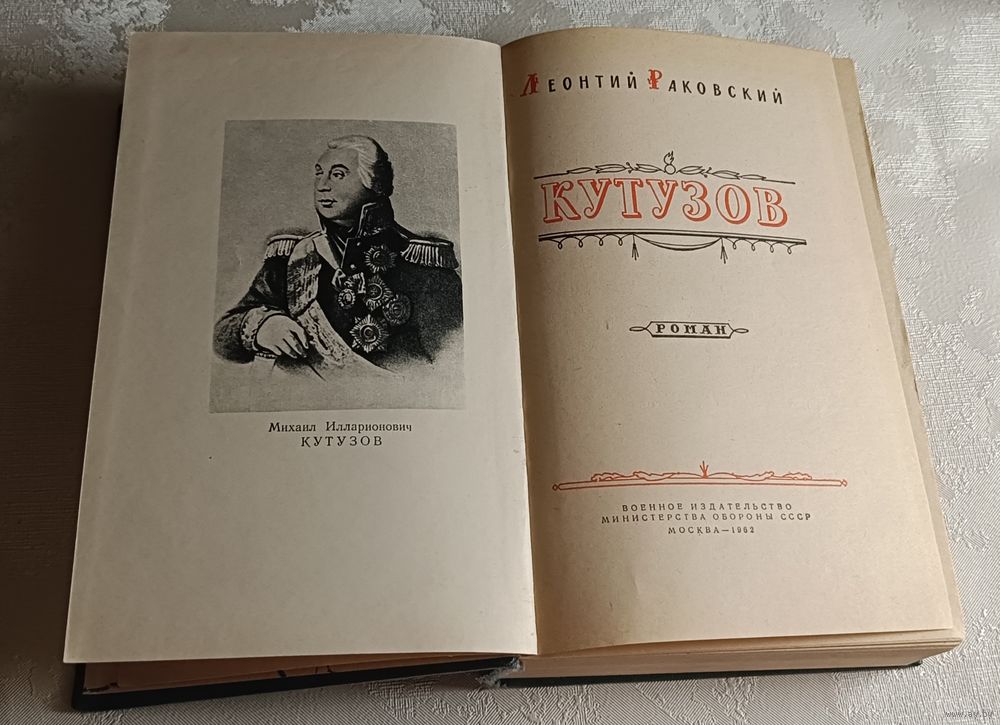 Михаил Илларионович
КУТУЗОВ
ЛЕОНТИЙ РАКОВСКИЙ
КУТУЗОВ
РОМАН
ВОЕННОЕ ИЗДАТЕЛЬСТВО
МИНИСТЕРСТВА ОБОРОНЫ СССР
МОСКВА—1962